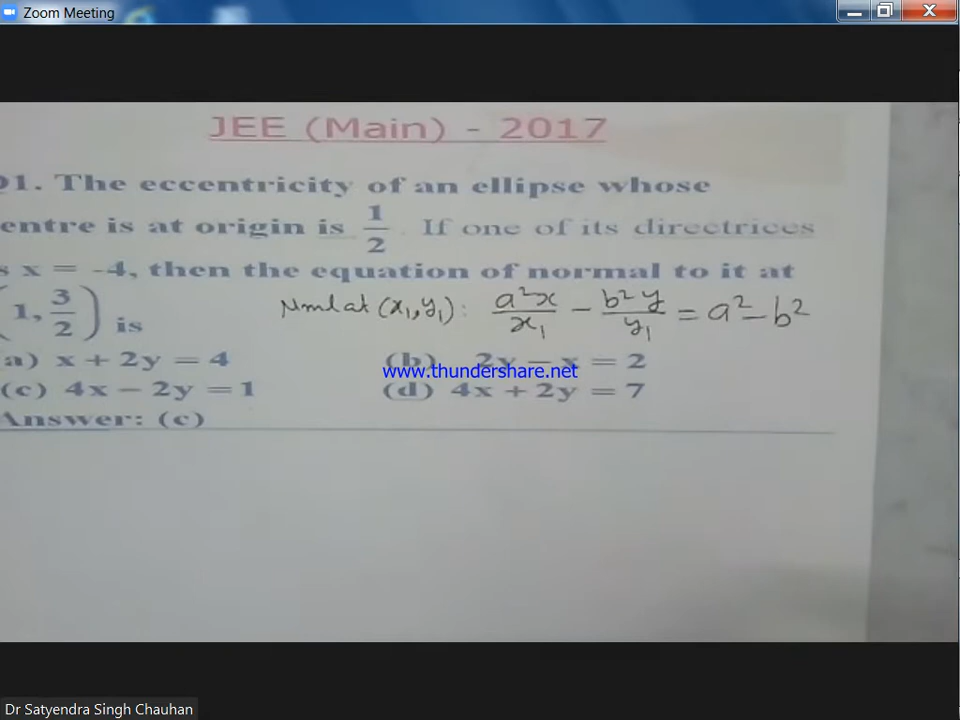 Zoom Meeting
JEE (Main) - 2017
Q1. The eccentricity of an ellipse whose
entre is at origin is 1/2 . If one of its directrices
s x = -4, then the equation of normal to it at
(1, 3/2) is
Nmlat (x₁, y₁): a²x/x₁ − b²y/y₁ = a² − b²
a) x + 2y = 4 (b) 2y − x = 2
www.thundershare.net
(c) 4x − 2y = 1 (d) 4x + 2y = 7
Answer: (c)
Dr Satyendra Singh Chauhan